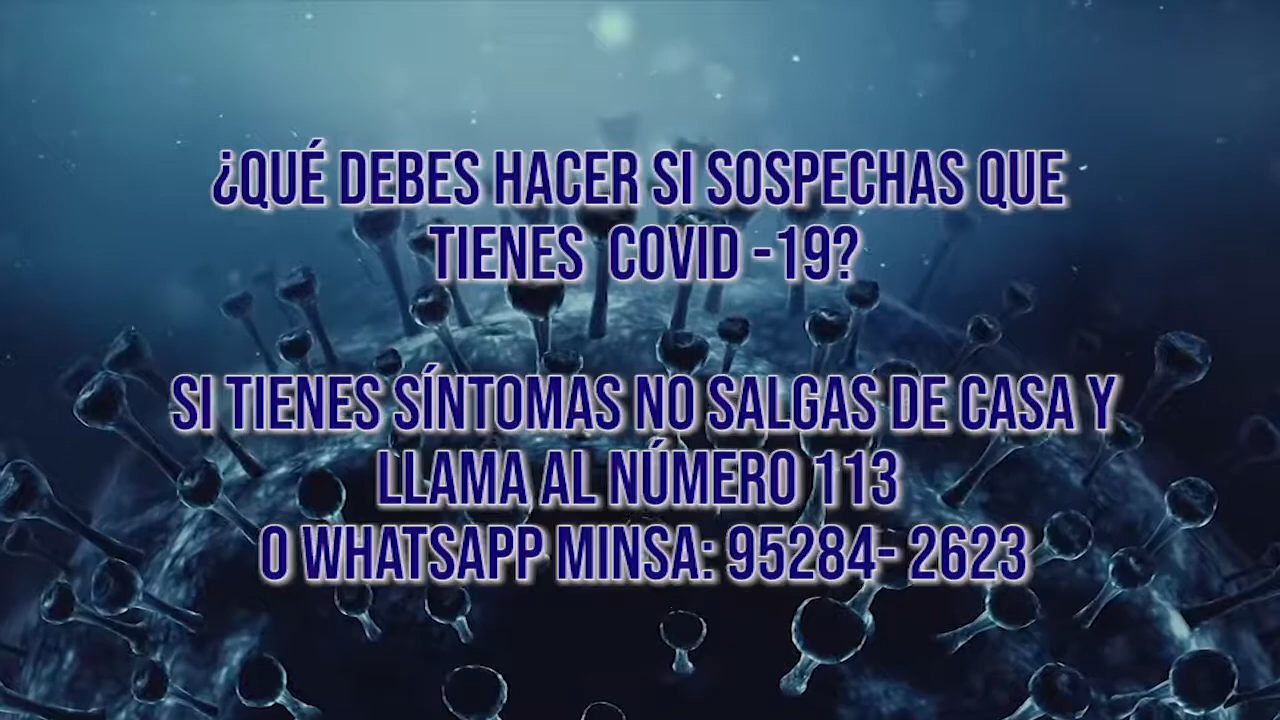 ¿QUÉ DEBES HACER SI SOSPECHAS QUE
TIENES COVID -19?
SI TIENES SÍNTOMAS NO SALGAS DE CASA Y
LLAMA AL NÚMERO 113
O WHATSAPP MINSA: 95284- 2623